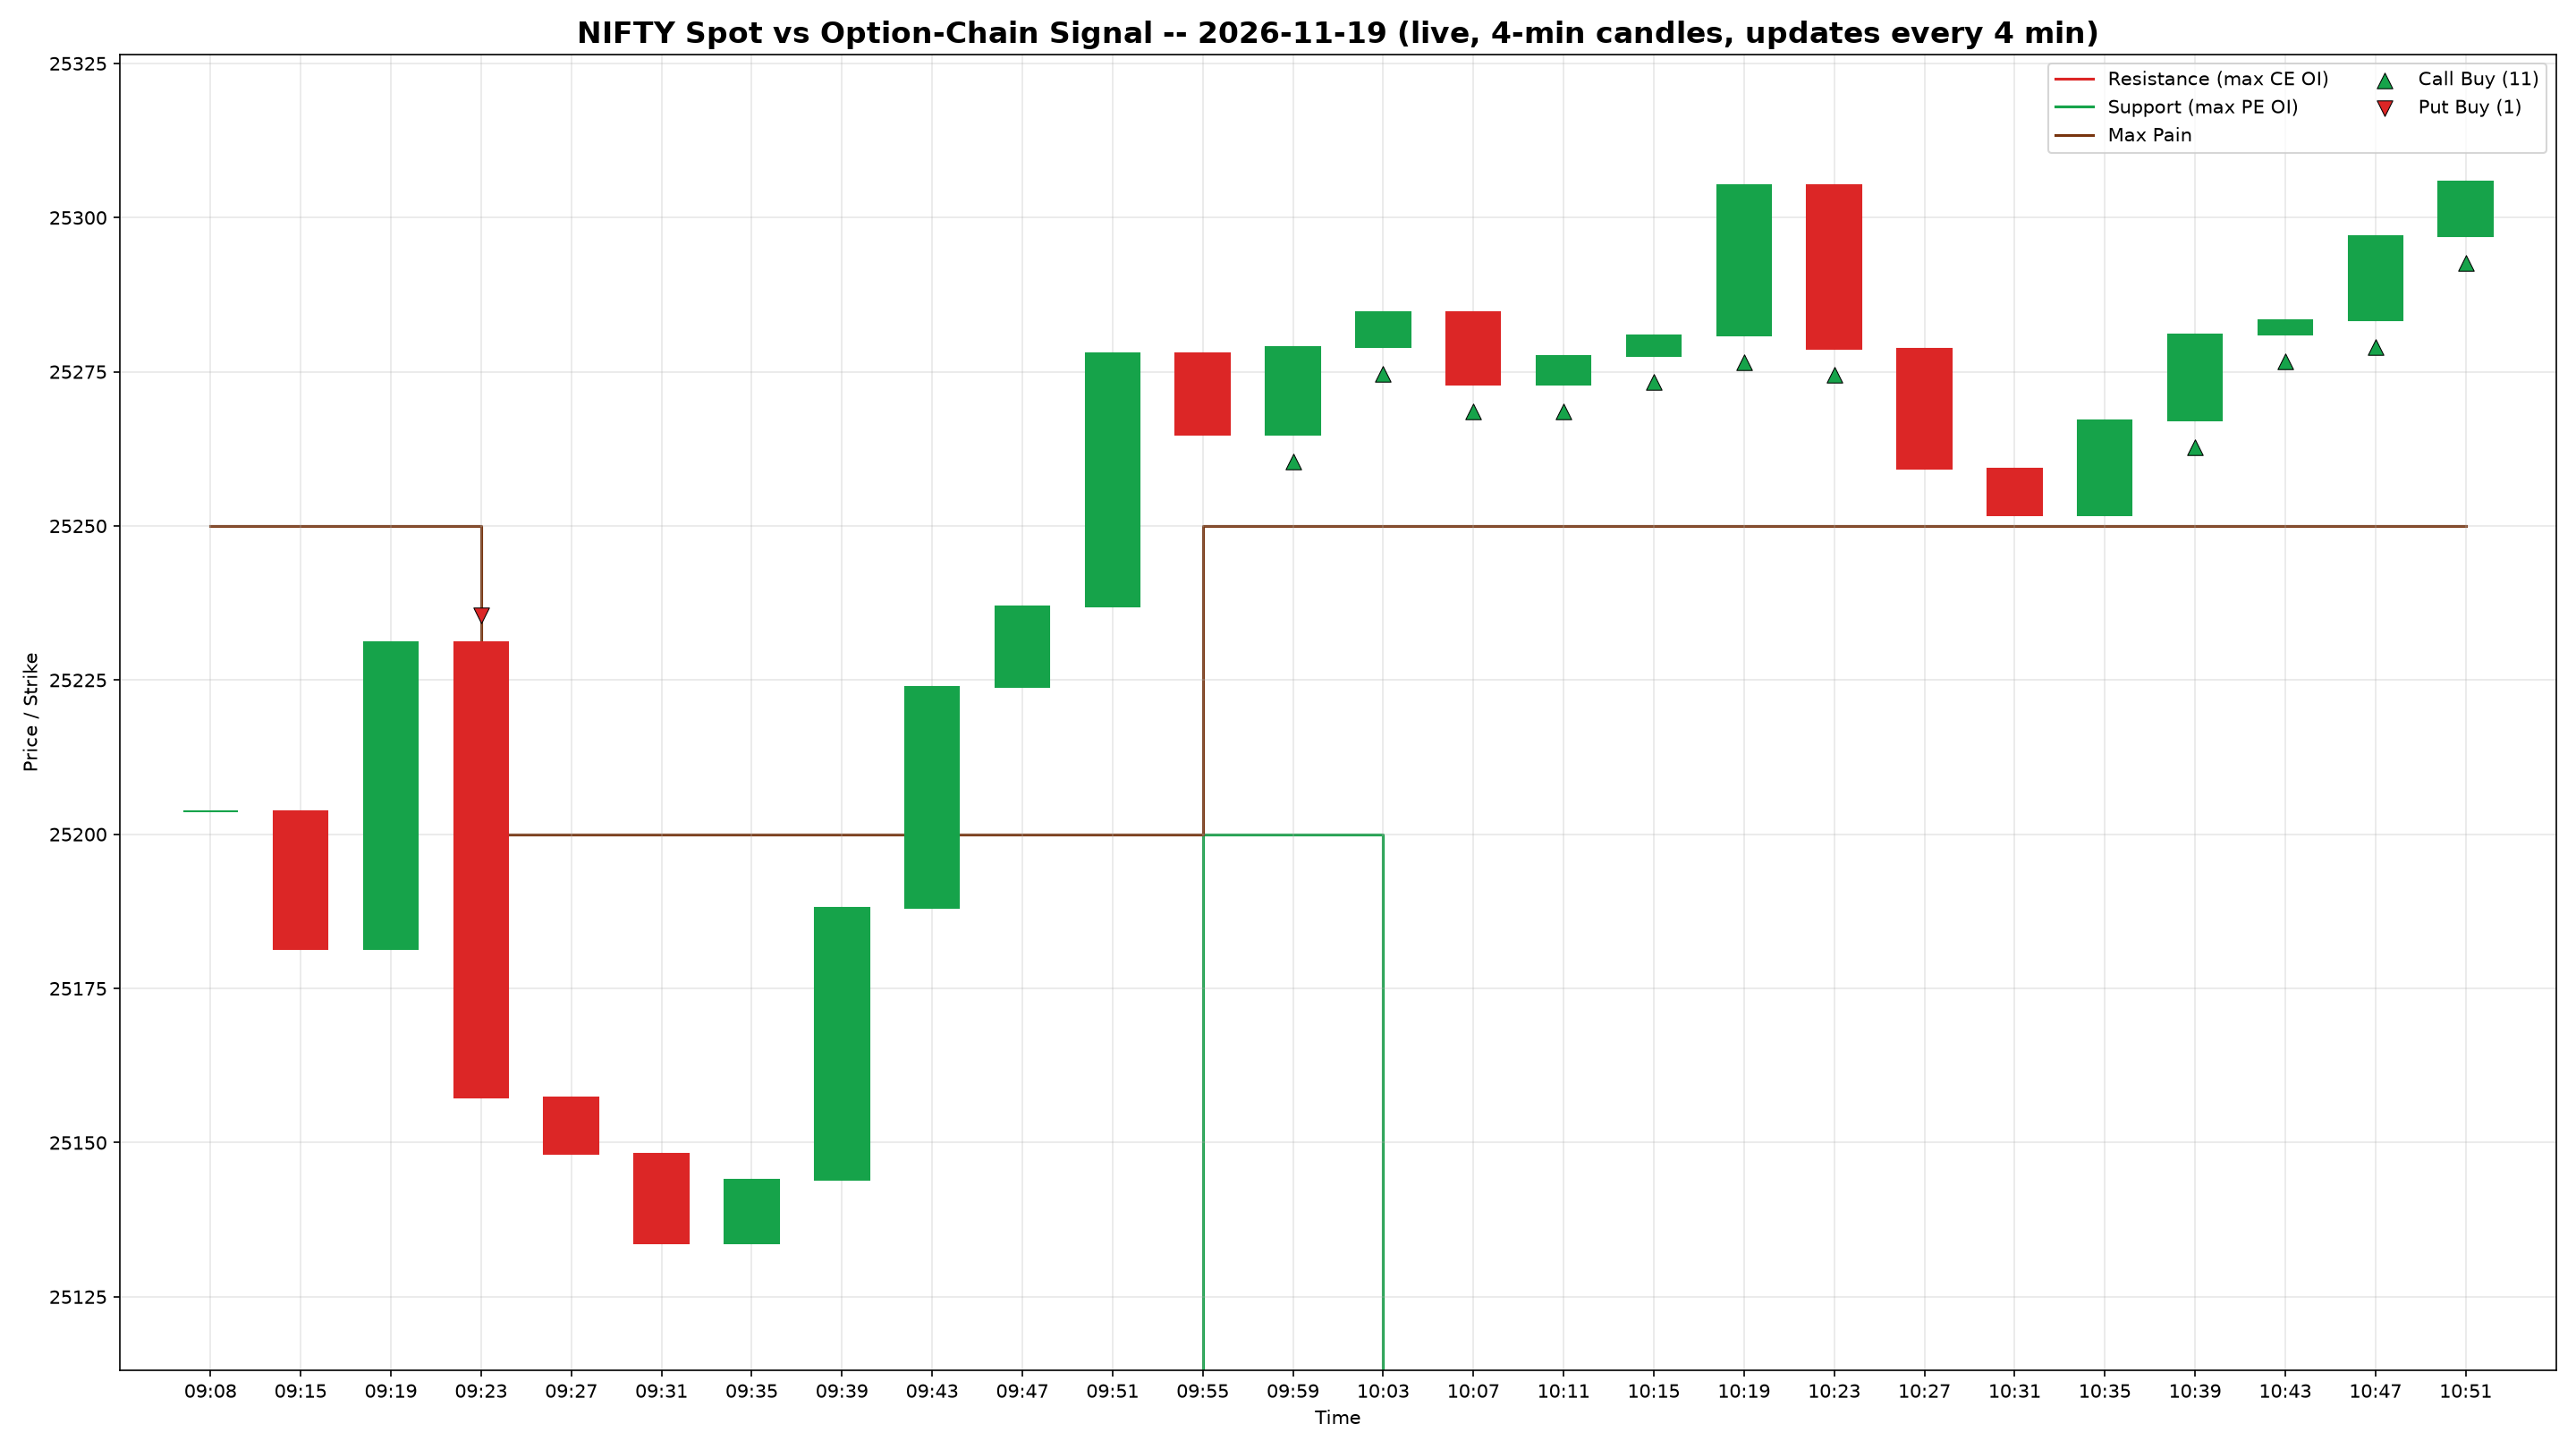 NIFTY Spot vs Option-Chain Signal -- 2026-11-19 (live, 4-min candles, updates every 4 min)
Resistance (max CE OI)
Support (max PE OI)
Max Pain
Call Buy (11)
Put Buy (1)
Price / Strike
25325
25300
25275
25250
25225
25200
25175
25150
25125
09:08 09:15 09:19 09:23 09:27 09:31 09:35 09:39 09:43 09:47 09:51 09:55 09:59 10:03 10:07 10:11 10:15 10:19 10:23 10:27 10:31 10:35 10:39 10:43 10:47 10:51
Time